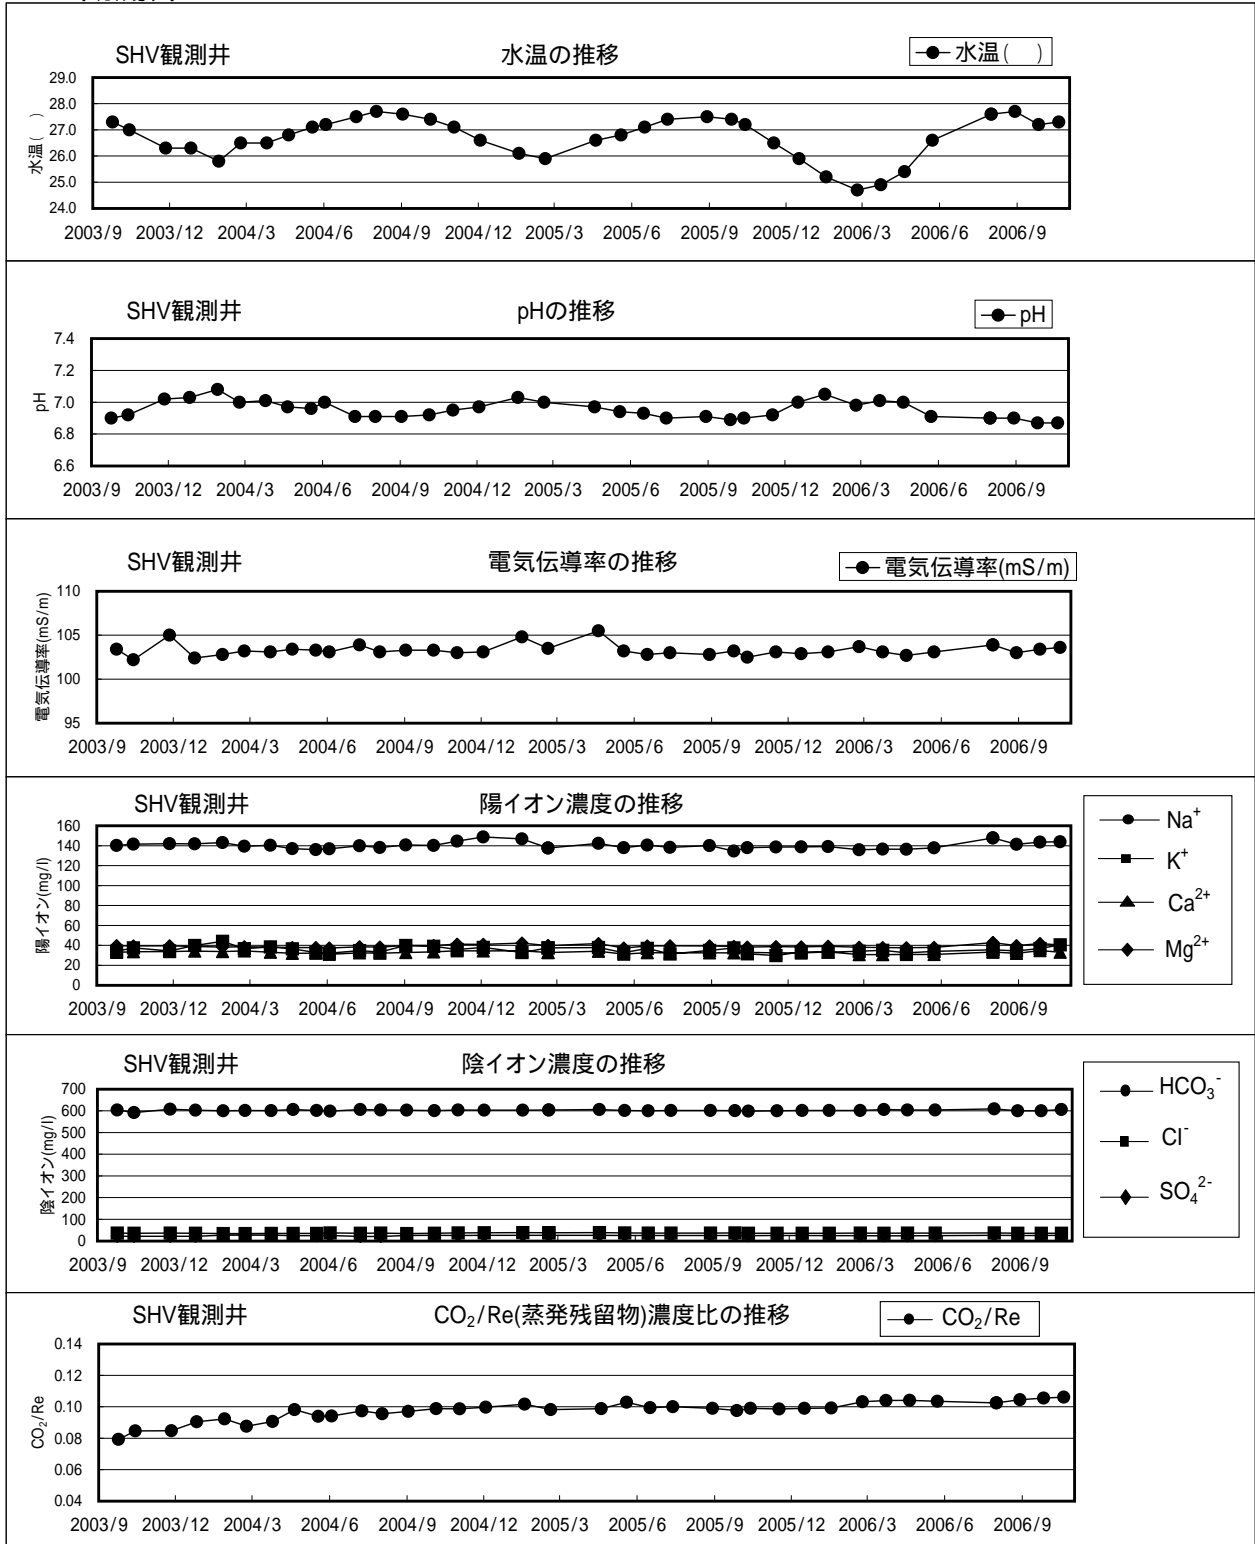 SHV観測井 水温の推移 水温( )
29.0
28.0
27.0
26.0
25.0
24.0
水温( )
2003/9 2003/12 2004/3 2004/6 2004/9 2004/12 2005/3 2005/6 2005/9 2005/12 2006/3 2006/6 2006/9
SHV観測井 pHの推移 pH
7.4
7.2
7.0
6.8
6.6
pH
2003/9 2003/12 2004/3 2004/6 2004/9 2004/12 2005/3 2005/6 2005/9 2005/12 2006/3 2006/6 2006/9
SHV観測井 電気伝導率の推移 電気伝導率(mS/m)
110
105
100
95
電気伝導率(mS/m)
2003/9 2003/12 2004/3 2004/6 2004/9 2004/12 2005/3 2005/6 2005/9 2005/12 2006/3 2006/6 2006/9
SHV観測井 陽イオン濃度の推移
160
140
120
100
80
60
40
20
0
陽イオン(mg/l)
2003/9 2003/12 2004/3 2004/6 2004/9 2004/12 2005/3 2005/6 2005/9 2005/12 2006/3 2006/6 2006/9
Na⁺
K⁺
Ca²⁺
Mg²⁺
SHV観測井 陰イオン濃度の推移
700
600
500
400
300
200
100
0
陰イオン(mg/l)
2003/9 2003/12 2004/3 2004/6 2004/9 2004/12 2005/3 2005/6 2005/9 2005/12 2006/3 2006/6 2006/9
HCO₃⁻
Cl⁻
SO₄²⁻
SHV観測井 CO₂/Re(蒸発残留物)濃度比の推移 CO₂/Re
0.14
0.12
0.10
0.08
0.06
0.04
CO₂/Re
2003/9 2003/12 2004/3 2004/6 2004/9 2004/12 2005/3 2005/6 2005/9 2005/12 2006/3 2006/6 2006/9